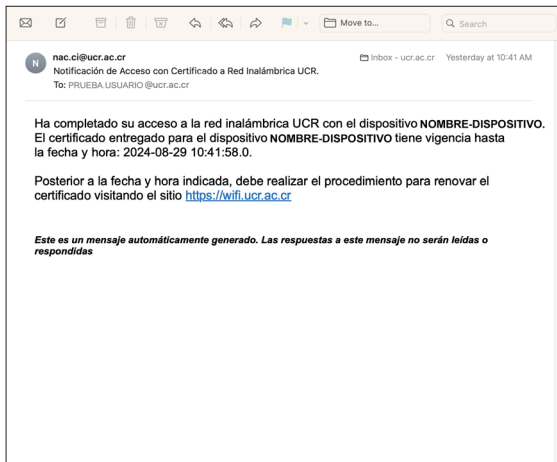 Move to...
Search
N
nac.ci@ucr.ac.cr
Inbox - ucr.ac.cr Yesterday at 10:41 AM
Notificación de Acceso con Certificado a Red Inalámbrica UCR.
To: PRUEBA.USUARIO @ucr.ac.cr
Ha completado su acceso a la red inalámbrica UCR con el dispositivo NOMBRE-DISPOSITIVO.
El certificado entregado para el dispositivo NOMBRE-DISPOSITIVO tiene vigencia hasta
la fecha y hora: 2024-08-29 10:41:58.0.
Posterior a la fecha y hora indicada, debe realizar el procedimiento para renovar el
certificado visitando el sitio https://wifi.ucr.ac.cr
Este es un mensaje automáticamente generado. Las respuestas a este mensaje no serán leídas o
respondidas